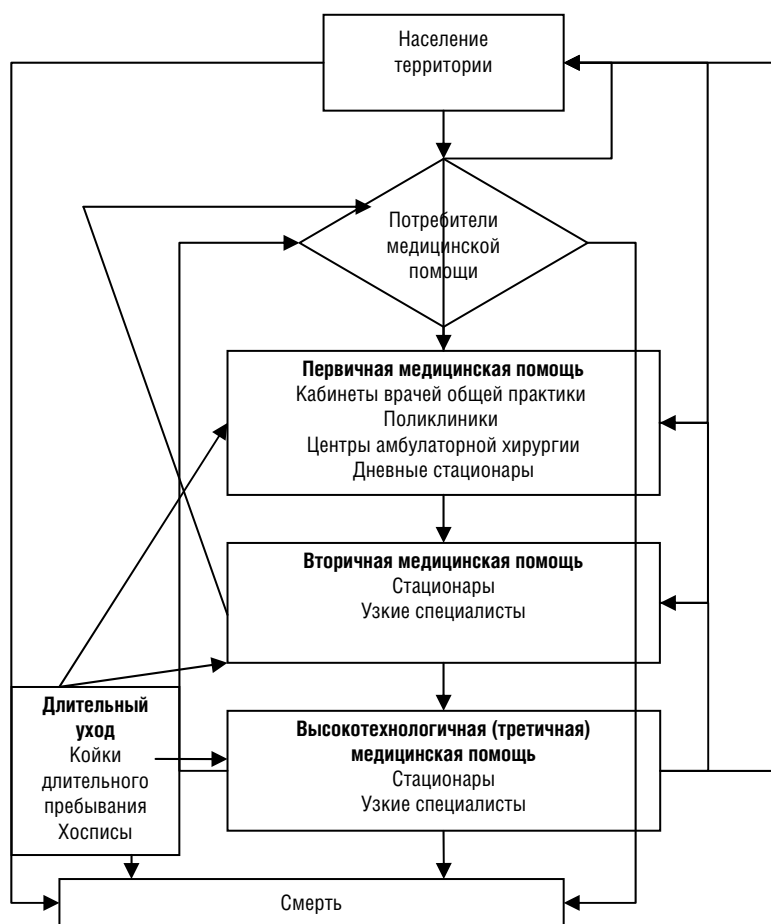 Население
территории
Потребители
медицинской
помощи
Первичная медицинская помощь
Кабинеты врачей общей практики
Поликлиники
Центры амбулаторной хирургии
Дневные стационары
Вторичная медицинская помощь
Стационары
Узкие специалисты
Длительный
уход
Койки
длительного
пребывания
Хосписы
Высокотехнологичная (третичная)
медицинская помощь
Стационары
Узкие специалисты
Смерть